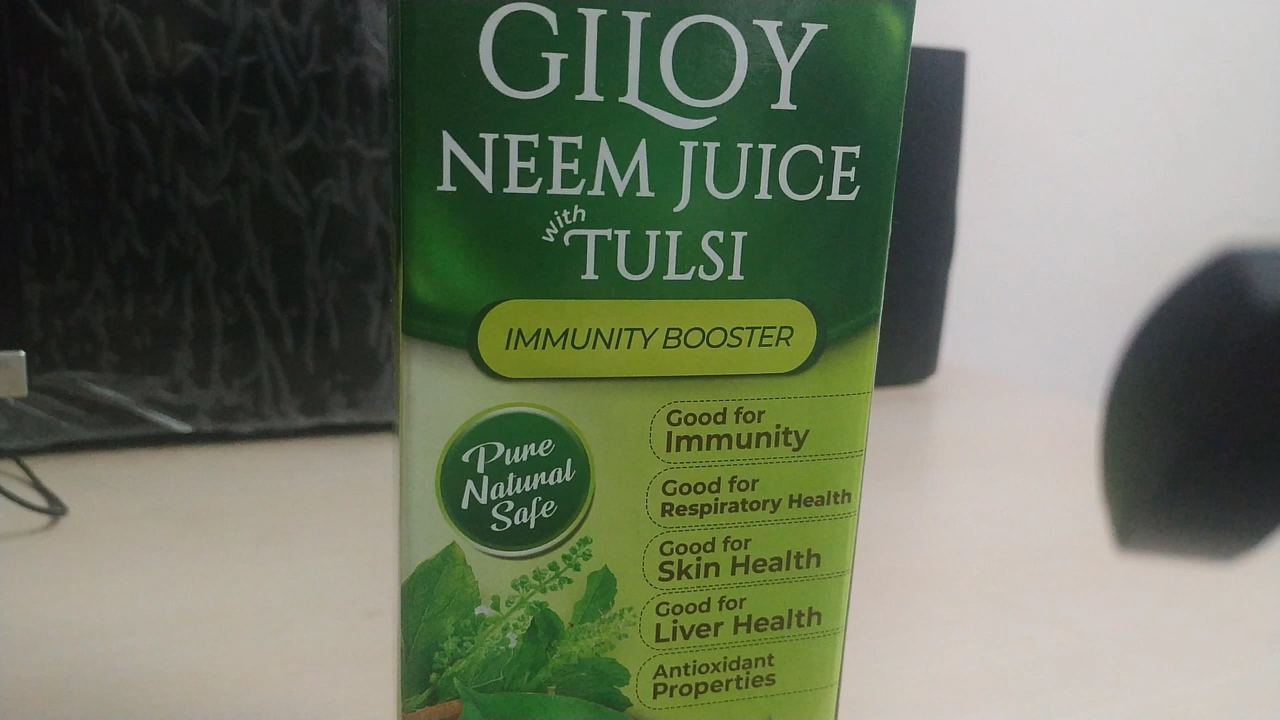 GILOY
NEEM JUICE
with
TULSI
IMMUNITY BOOSTER
Pure
Natural
Safe
Good for
Immunity
Good for
Respiratory Health
Good for
Skin Health
Good for
Liver Health
Antioxidant
Properties